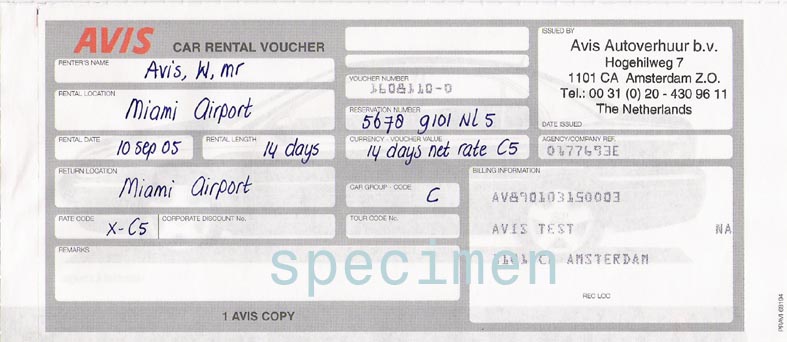 AVIS CAR RENTAL VOUCHER
RENTER'S NAME
Avis, W, mr
RENTAL LOCATION
Miami Airport
RENTAL DATE
10 Sep 05
RENTAL LENGTH
14 days
RETURN LOCATION
Miami Airport
RATE CODE
X-C5
CORPORATE DISCOUNT No.
REMARKS
1 AVIS COPY
VOUCHER NUMBER
1608110-0
RESERVATION NUMBER
5678 9101 NL 5
CURRENCY - VOUCHER VALUE
14 days net rate C5
CAR GROUP - CODE
C
TOUR CODE No.
ISSUED BY
Avis Autoverhuur b.v.
Hogehilweg 7
1101 CA Amsterdam Z.O.
Tel.: 00 31 (0) 20 - 430 96 11
The Netherlands
DATE ISSUED
AGENCY/COMPANY REF.
0477693E
BILLING INFORMATION
AV&90103150003
AVIS TEST NA
AMSTERDAM
REC LOC
specimen